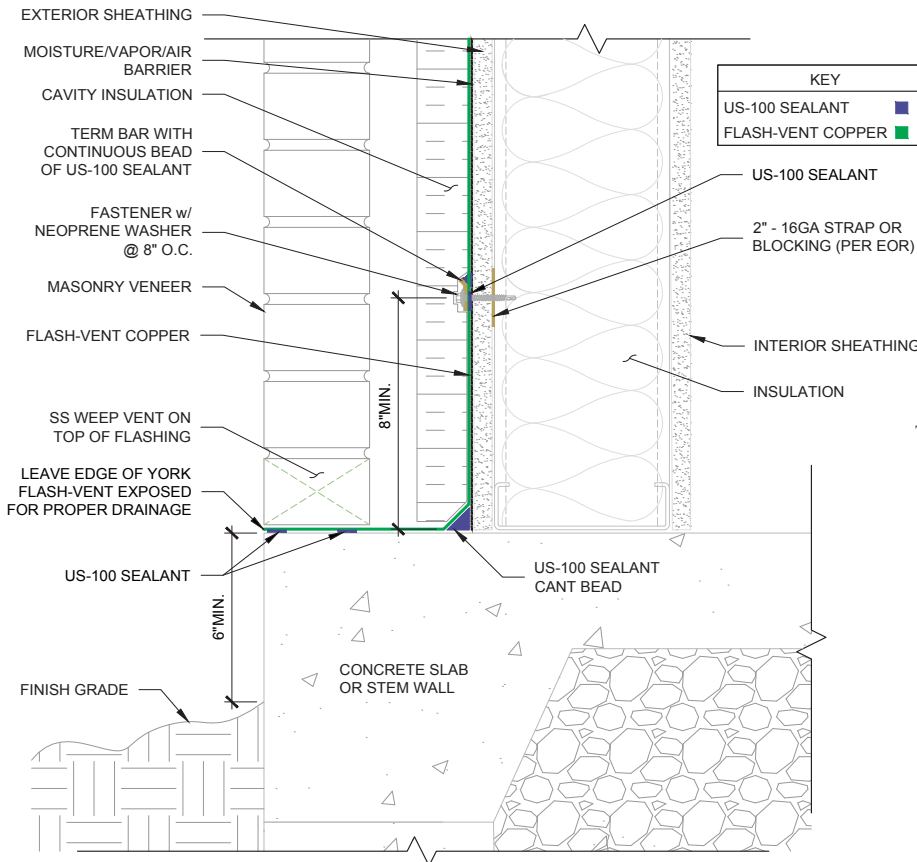 EXTERIOR SHEATHING
MOISTURE/VAPOR/AIR
BARRIER
CAVITY INSULATION
TERM BAR WITH
CONTINUOUS BEAD
OF US-100 SEALANT
FASTENER w/
NEOPRENE WASHER
@ 8" O.C.
MASONRY VENEER
FLASH-VENT COPPER
SS WEEP VENT ON
TOP OF FLASHING
LEAVE EDGE OF YORK
FLASH-VENT EXPOSED
FOR PROPER DRAINAGE
US-100 SEALANT
6"MIN.
FINISH GRADE
8"MIN.
KEY
US-100 SEALANT
FLASH-VENT COPPER
US-100 SEALANT
2" - 16GA STRAP OR
BLOCKING (PER EOR)
INTERIOR SHEATHING
INSULATION
US-100 SEALANT
CANT BEAD
CONCRETE SLAB
OR STEM WALL